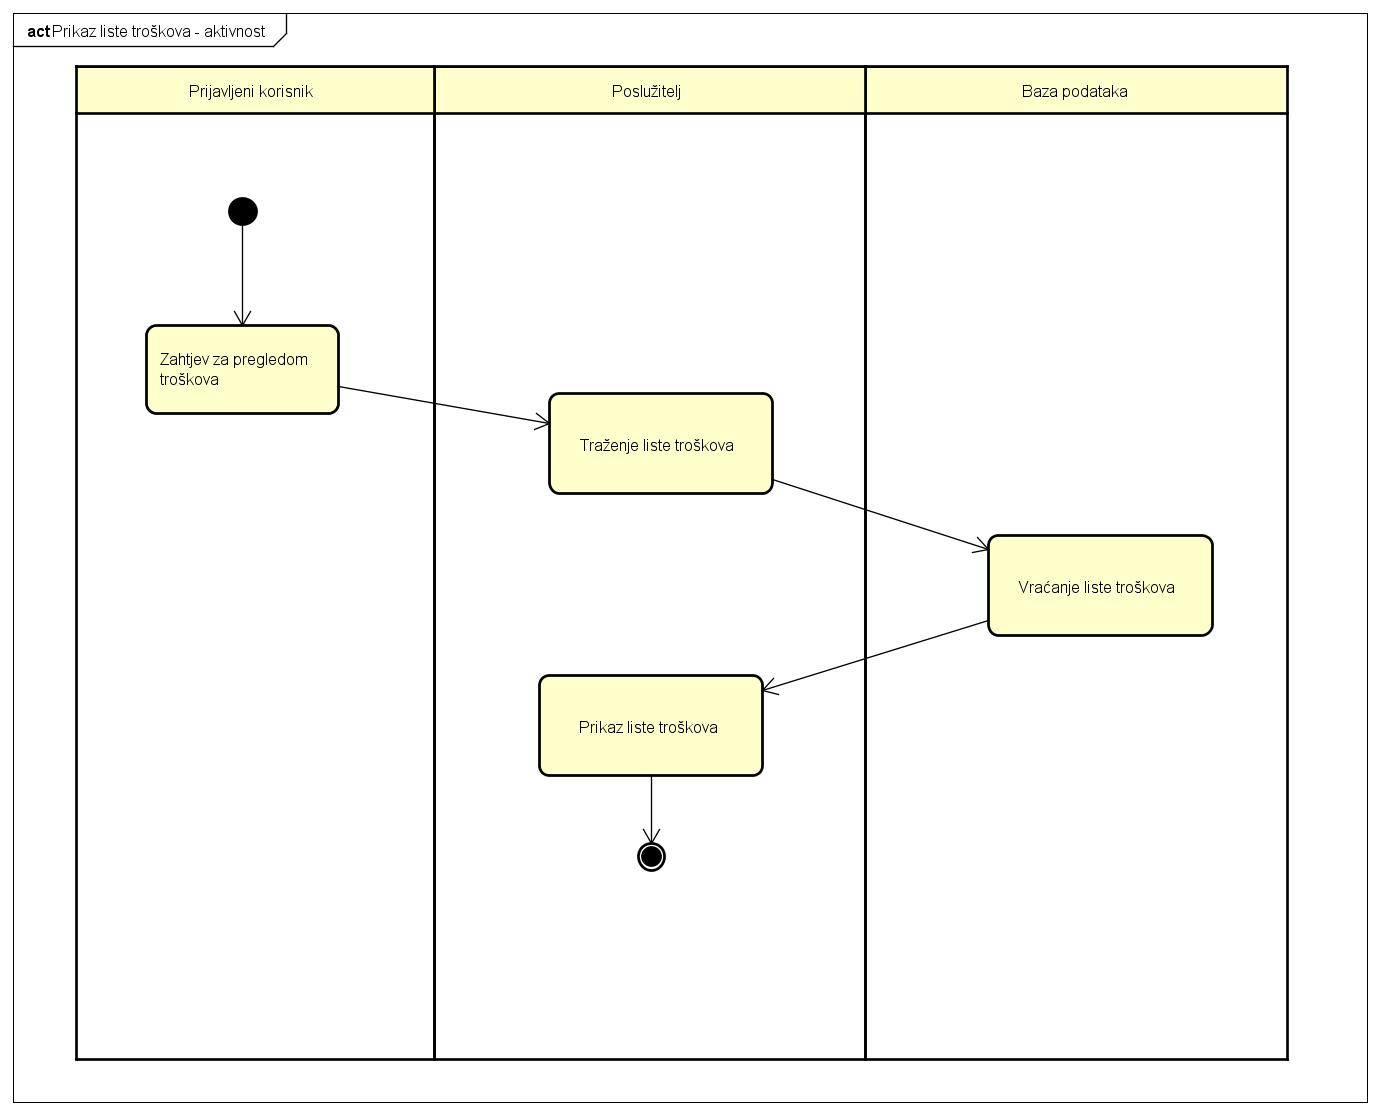 act Prikaz liste troškova - aktivnost
Prijavljeni korisnik
Poslužitelj
Baza podataka
Zahtjev za pregledom
troškova
Traženje liste troškova
Vraćanje liste troškova
Prikaz liste troškova